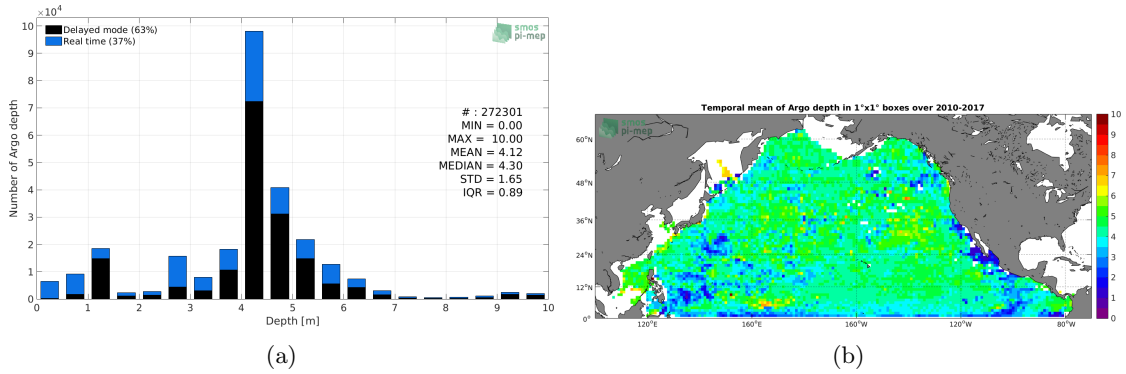 ×10⁴
Delayed mode (63%)
Real time (37%)
smos
pi-mep
# : 272301
MIN = 0.00
MAX = 10.00
MEAN = 4.12
MEDIAN = 4.30
STD = 1.65
IQR = 0.89
Number of Argo depth
10
9
8
7
6
5
4
3
2
1
0
0 1 2 3 4 5 6 7 8 9 10
Depth [m]
(a)
Temporal mean of Argo depth in 1°x1° boxes over 2010-2017
smos
pi-mep
60°N
48°N
36°N
24°N
12°N
0°
120°E 160°E 160°W 120°W 80°W
10
9
8
7
6
5
4
3
2
1
0
(b)